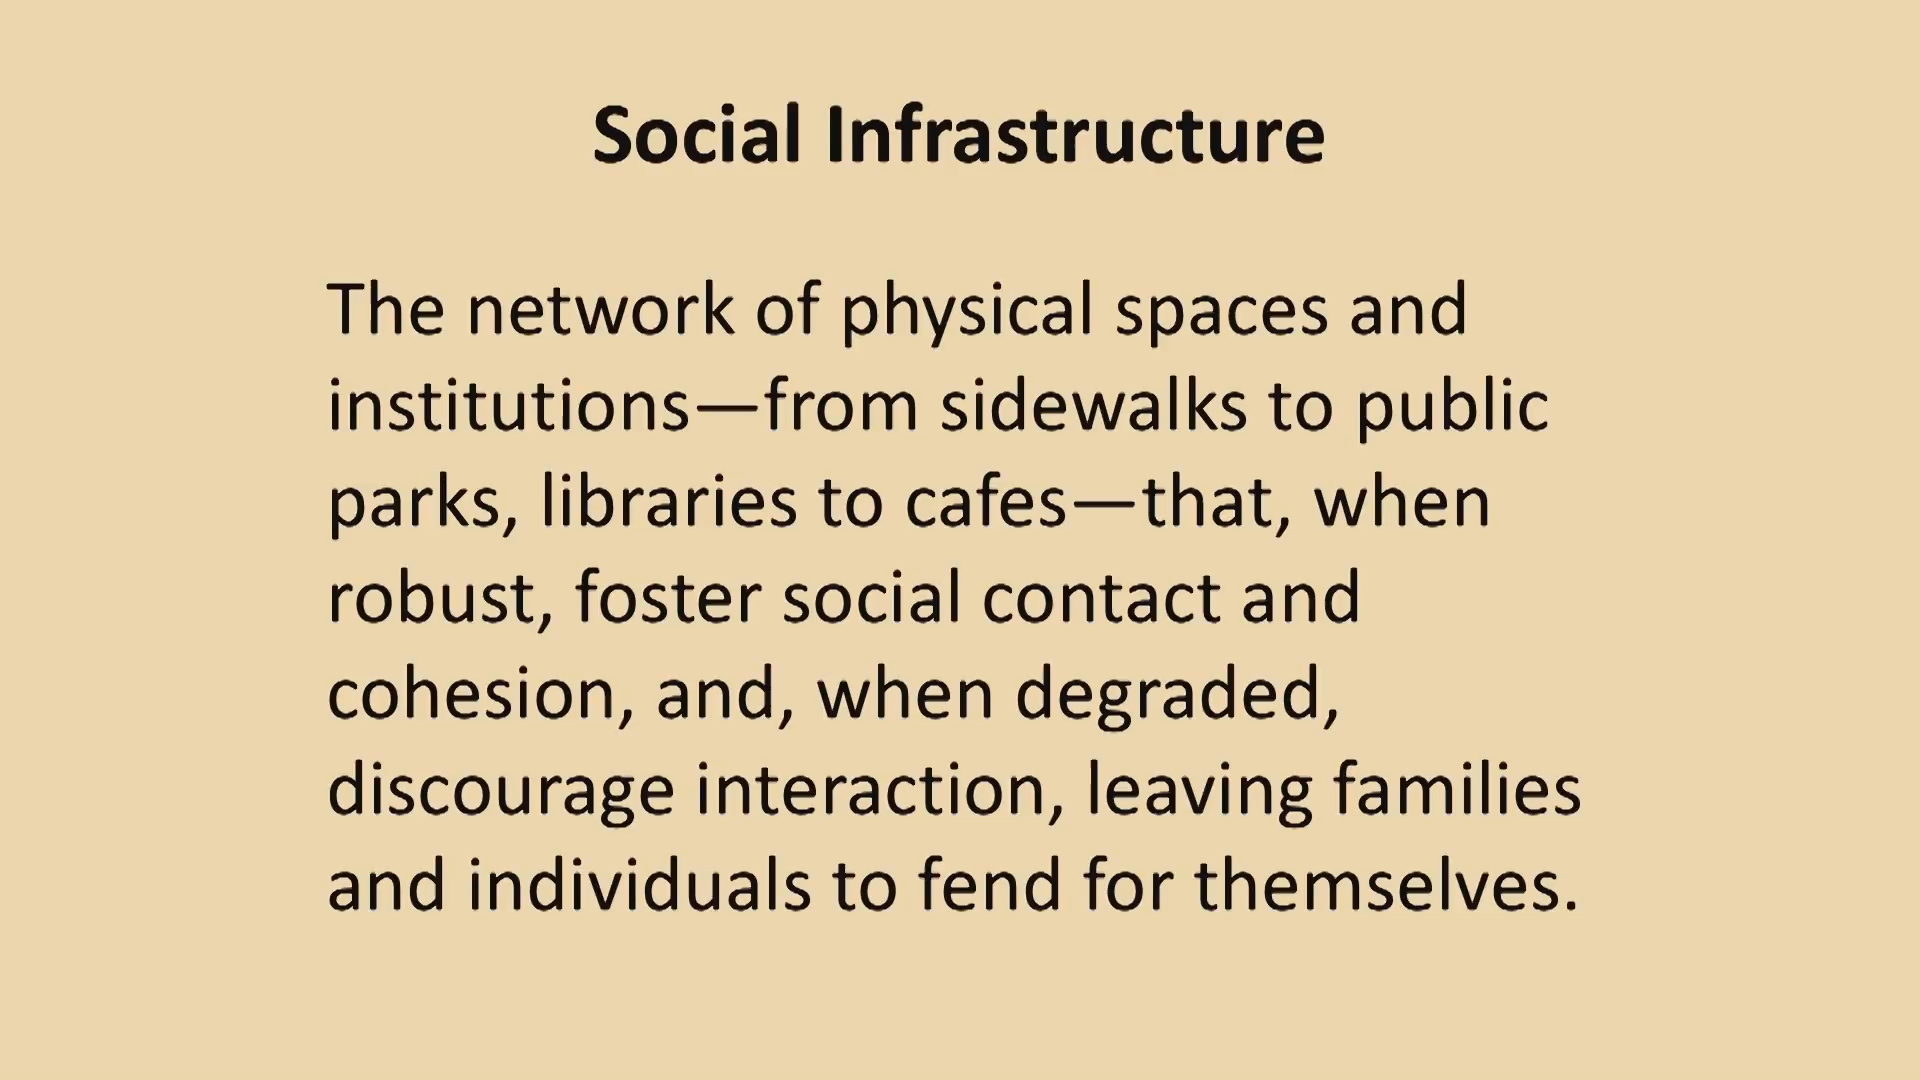 Social Infrastructure
The network of physical spaces and
institutions—from sidewalks to public
parks, libraries to cafes—that, when
robust, foster social contact and
cohesion, and, when degraded,
discourage interaction, leaving families
and individuals to fend for themselves.